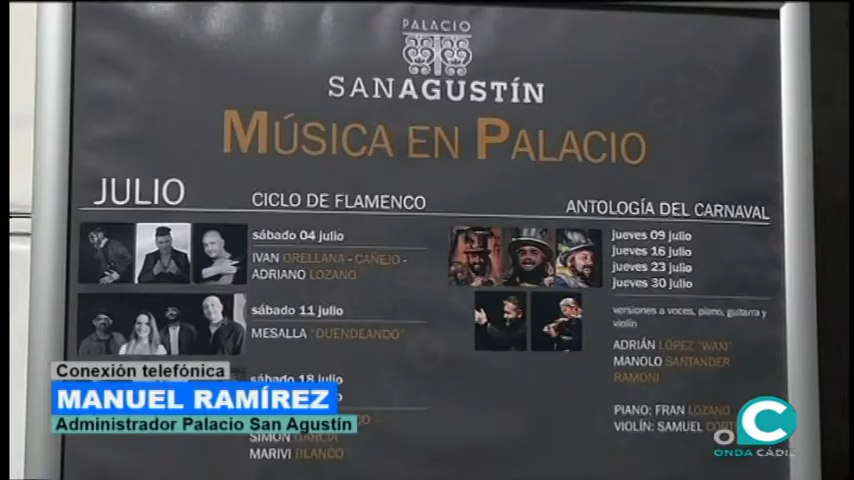 PALACIO
SANAGUSTÍN
MÚSICA EN PALACIO
JULIO
CICLO DE FLAMENCO
sábado 04 julio
IVAN ORELLANA - CAÑEJO -
ADRIANO LOZANO
sábado 11 julio
MESALLA "DUENDEANDO"
sábado 18 julio
SIMÓN GARCÍA
MARIVI BLANCO
ANTOLOGÍA DEL CARNAVAL
jueves 09 julio
jueves 16 julio
jueves 23 julio
jueves 30 julio
versiones a voces, piano, guitarra y
violín
ADRIÁN LÓPEZ "WAXI"
MANOLO SANTANDER
RAMONI
PIANO: FRAN LOZANO
VIOLÍN: SAMUEL
Conexión telefónica
MANUEL RAMÍREZ
Administrador Palacio San Agustín
ONDA CÁDIZ